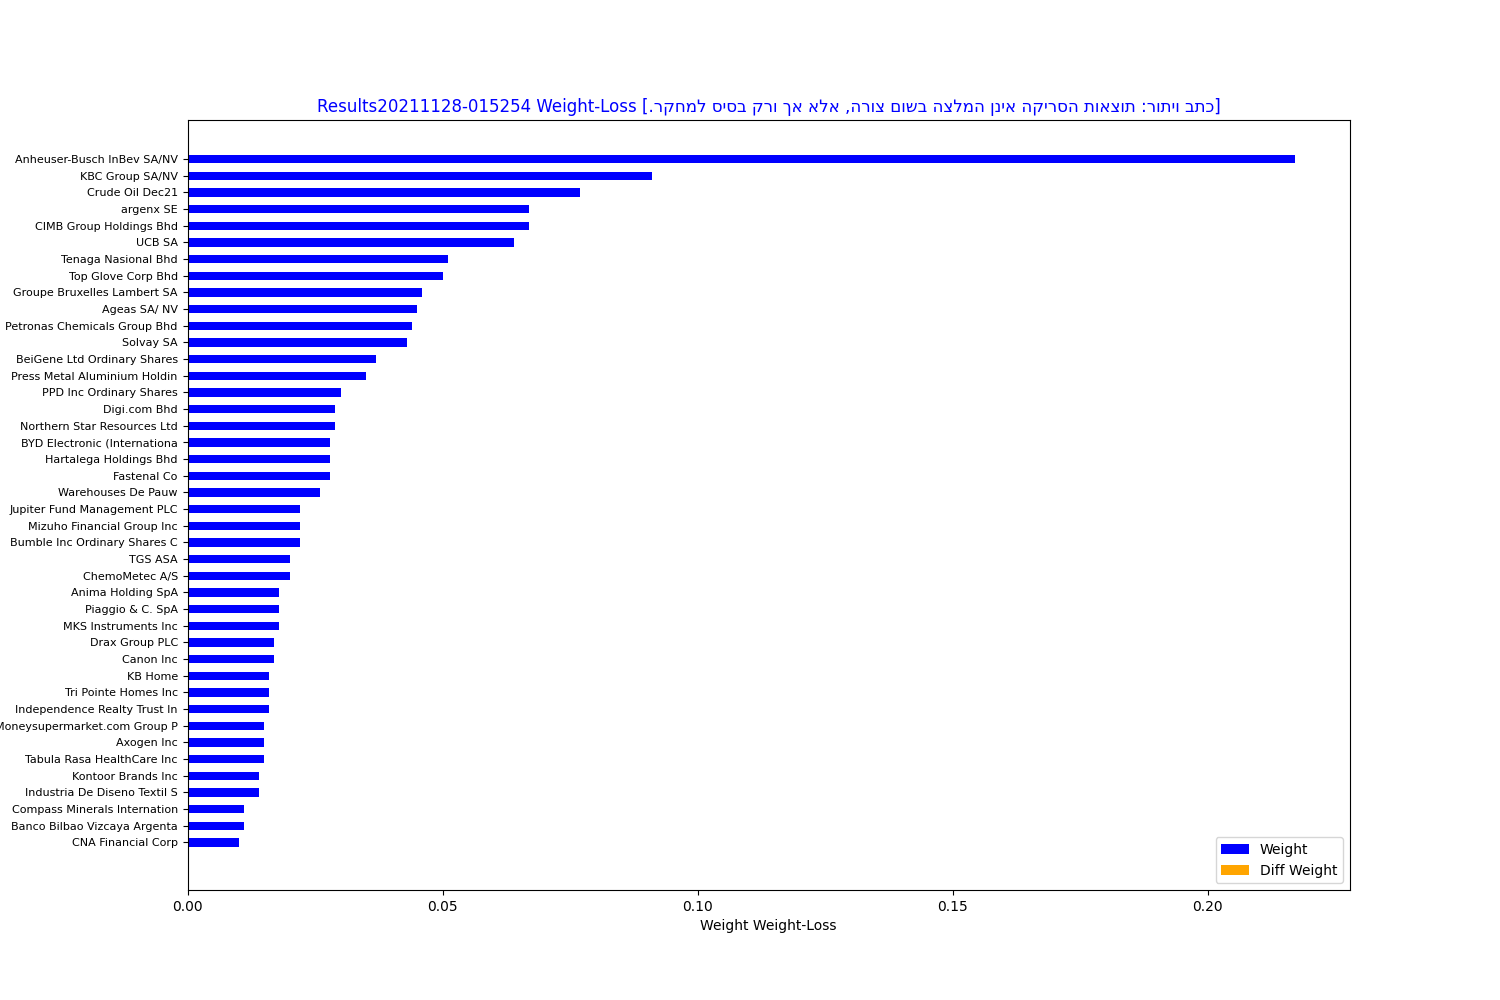 Results20211128-015254 Weight-Loss [כתב ויתור: תוצאות הסריקה אינן המלצה בשום צורה, אלא אך ורק בסיס למחקר.]
Anheuser-Busch InBev SA/NV
KBC Group SA/NV
Crude Oil Dec21
argenx SE
CIMB Group Holdings Bhd
UCB SA
Tenaga Nasional Bhd
Top Glove Corp Bhd
Groupe Bruxelles Lambert SA
Ageas SA/ NV
Petronas Chemicals Group Bhd
Solvay SA
BeiGene Ltd Ordinary Shares
Press Metal Aluminium Holdin
PPD Inc Ordinary Shares
Digi.com Bhd
Northern Star Resources Ltd
BYD Electronic (Internationa
Hartalega Holdings Bhd
Fastenal Co
Warehouses De Pauw
Jupiter Fund Management PLC
Mizuho Financial Group Inc
Bumble Inc Ordinary Shares C
TGS ASA
ChemoMetec A/S
Anima Holding SpA
Piaggio & C. SpA
MKS Instruments Inc
Drax Group PLC
Canon Inc
KB Home
Tri Pointe Homes Inc
Independence Realty Trust In
Moneysupermarket.com Group P
Axogen Inc
Tabula Rasa HealthCare Inc
Kontoor Brands Inc
Industria De Diseno Textil S
Compass Minerals Internation
Banco Bilbao Vizcaya Argenta
CNA Financial Corp
Weight
Diff Weight
0.00 0.05 0.10 0.15 0.20
Weight Weight-Loss